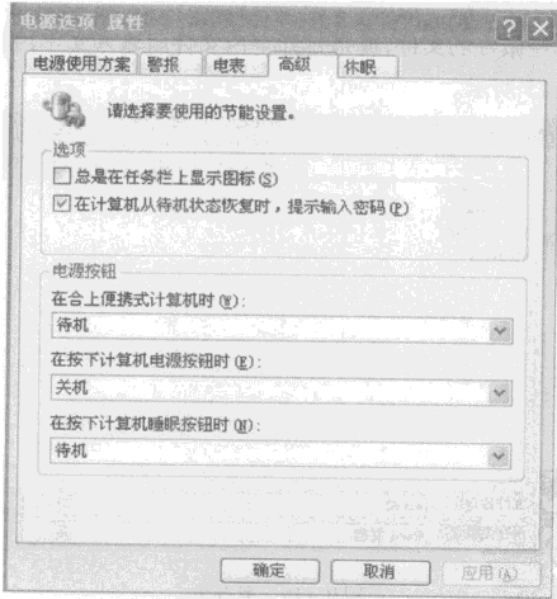 电源选项 属性
电源使用方案 警报 电表 高级 休眠
请选择要使用的节能设置。
选项
总是在任务栏上显示图标(S)
在计算机从待机状态恢复时，提示输入密码(P)
电源按钮
在合上便携式计算机时(W):
待机
在按下计算机电源按钮时(E):
关机
在按下计算机睡眠按钮时(N)：
待机
确定 取消 应用(A)